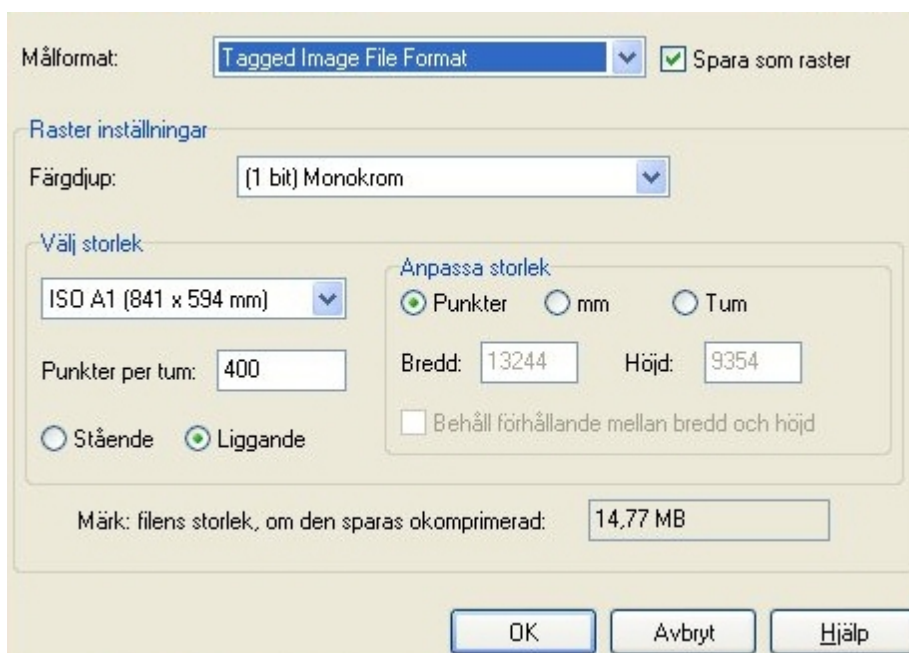 Målformat: Tagged Image File Format Spara som raster
Raster inställningar
Färgdjup: (1 bit) Monokrom
Välj storlek
ISO A1 (841 x 594 mm)
Punkter per tum: 400
Stående Liggande
Anpassa storlek
Punkter mm Tum
Bredd: 13244 Höjd: 9354
Behåll förhållande mellan bredd och höjd
Märk: filens storlek, om den sparas okomprimerad: 14,77 MB
OK Avbryt Hjälp